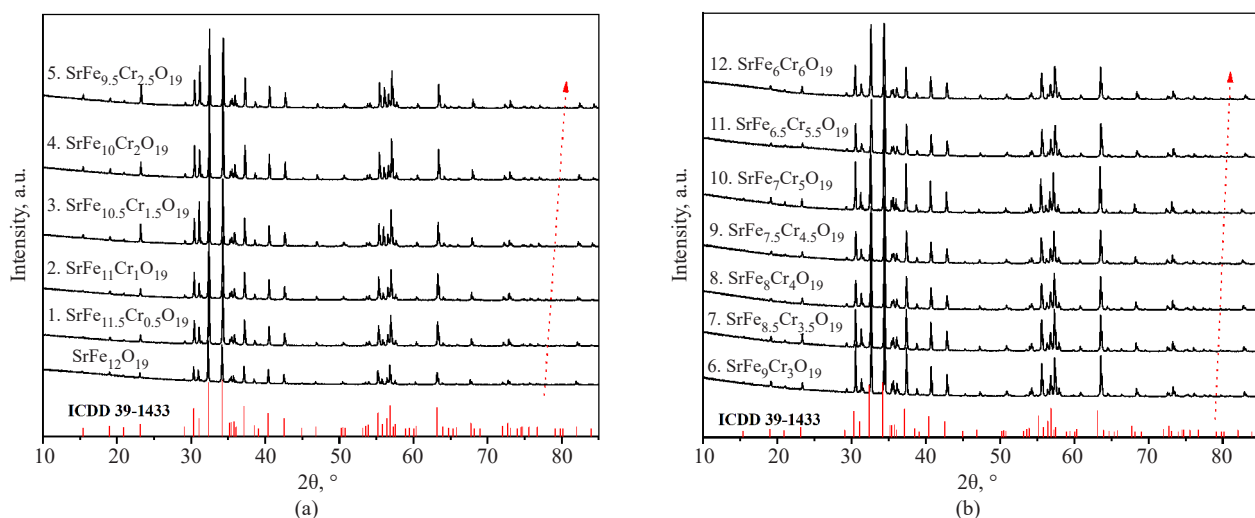 5. SrFe9.5Cr2.5O19
4. SrFe10Cr2O19
3. SrFe10.5Cr1.5O19
2. SrFe11Cr1O19
1. SrFe11.5Cr0.5O19
SrFe12O19
ICDD 39-1433
Intensity, a.u.
10 20 30 40 50 60 70 80
2θ, °
(a)
12. SrFe6Cr6O19
11. SrFe6.5Cr5.5O19
10. SrFe7Cr5O19
9. SrFe7.5Cr4.5O19
8. SrFe8Cr4O19
7. SrFe8.5Cr3.5O19
6. SrFe9Cr3O19
ICDD 39-1433
Intensity, a.u.
10 20 30 40 50 60 70 80
2θ, °
(b)